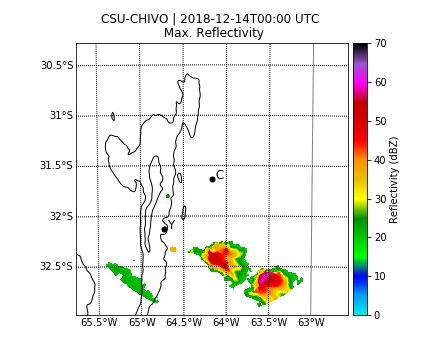 CSU-CHIVO | 2018-12-14T00:00 UTC
Max. Reflectivity
30.5°S
31°S
31.5°S
32°S
32.5°S
65.5°W 65°W 64.5°W 64°W 63.5°W 63°W
C
Y
70
60
50
40
30
20
10
0
Reflectivity (dBZ)